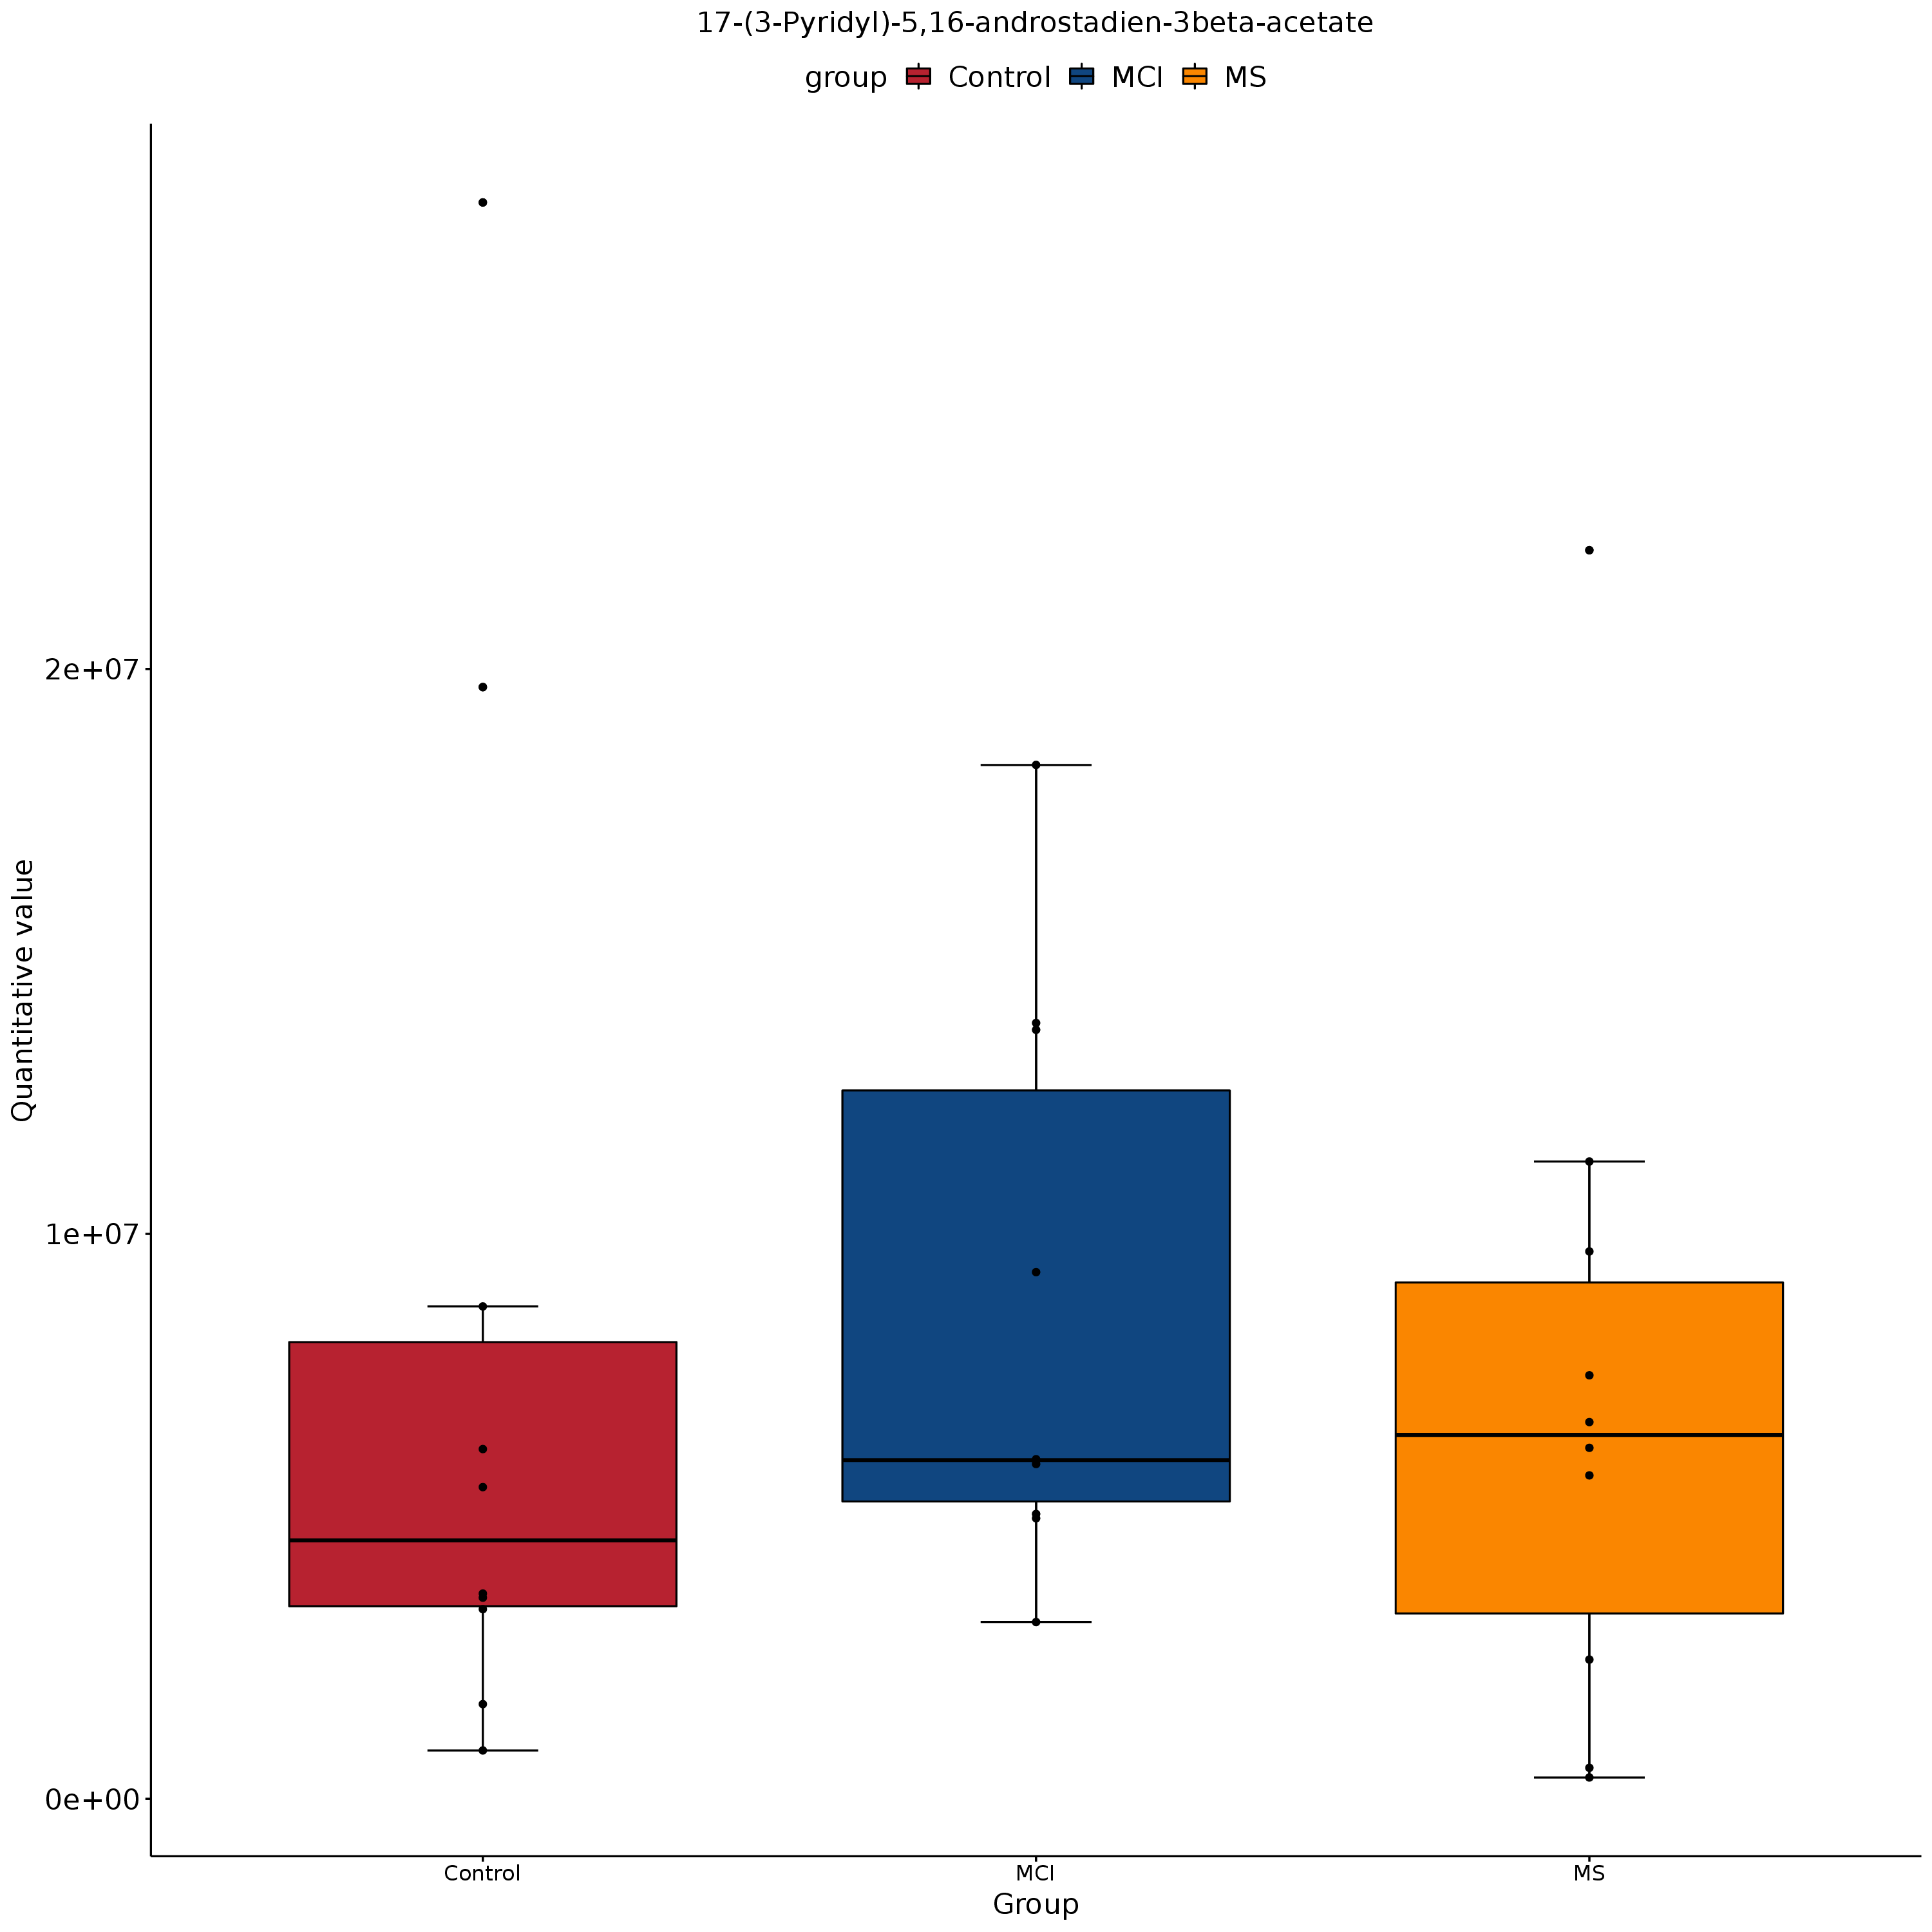 17-(3-Pyridyl)-5,16-androstadien-3beta-acetate
group Control MCI MS
Quantitative value
2e+07
1e+07
0e+00
Control MCI MS
Group